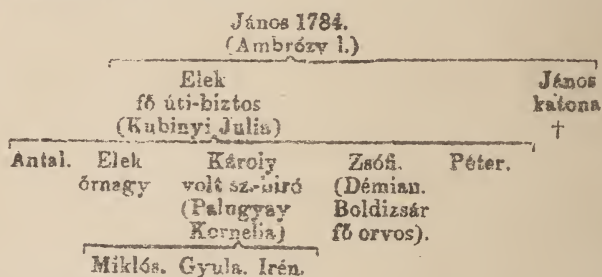 János 1784.
(Ambrózy l.)
Elek János
fő úti-biztos katona
(Kubinyi Julia) †
Antal. Elek Károly Zsófi. Péter.
őrnagy volt sz.-biró (Démian.
(Palugyay Boldizsár
Kornelia) fő orvos).
Miklós. Gyula. Irén.